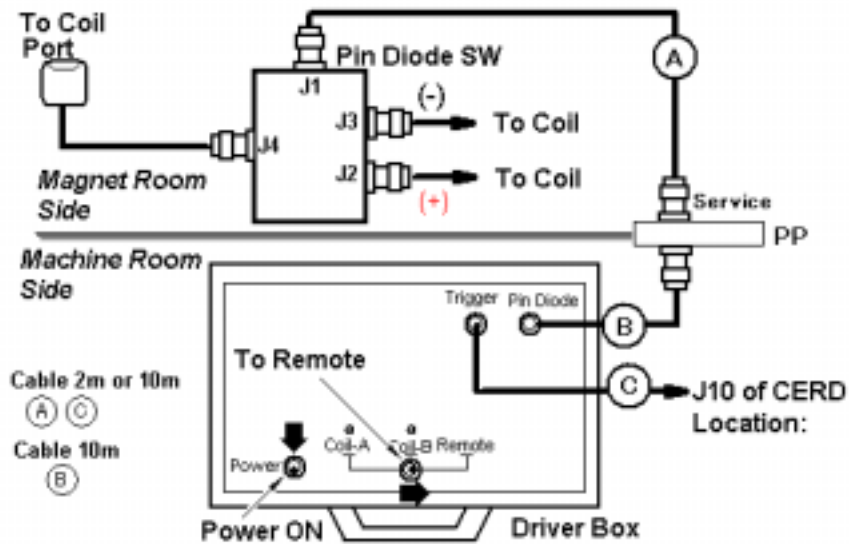 To Coil
Port
Pin Diode SW
A
J1
(-)
J3
To Coil
J4
J2
To Coil
(+)
Magnet Room
Side
Service
PP
Machine Room
Side
Trigger
Pin Diode
B
To Remote
C
J10 of CERD
Location:
Cable 2m or 10m
A C
Cable 10m
B
Coil-A
Coil-B
Remote
Power
Power ON
Driver Box